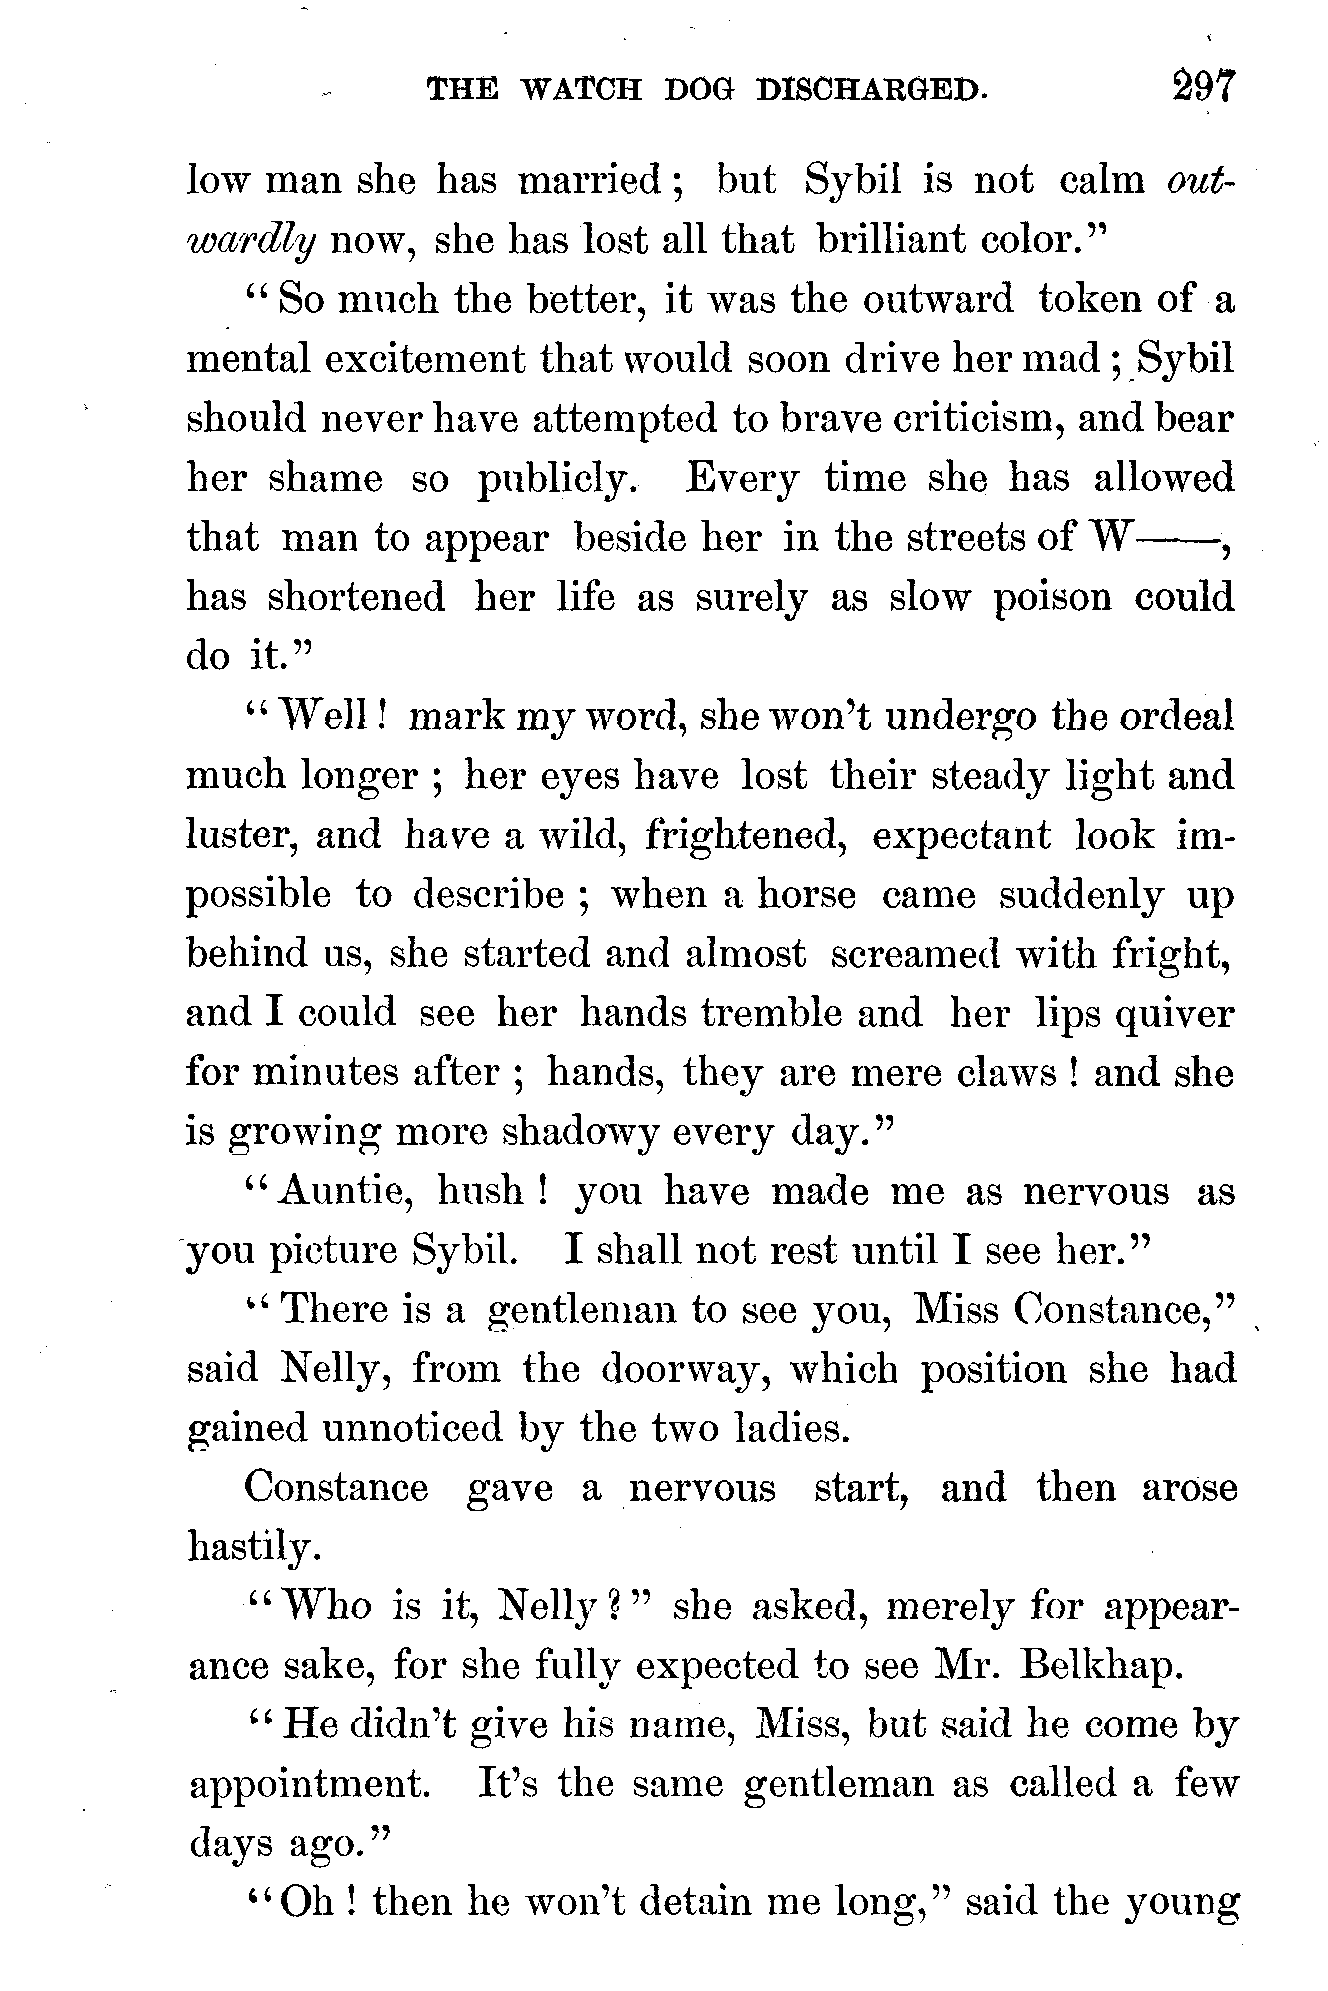 THE WATCH DOG DISCHARGED. 297
low man she has married ; but Sybil is not calm out-
wardly now, she has lost all that brilliant color."
" So much the better, it was the outward token of a
mental excitement that would soon drive her mad ; Sybil
should never have attempted to brave criticism, and bear
her shame so publicly. Every time she has allowed
that man to appear beside her in the streets of W——,
has shortened her life as surely as slow poison could
do it."
" Well ! mark my word, she won't undergo the ordeal
much longer ; her eyes have lost their steady light and
luster, and have a wild, frightened, expectant look im-
possible to describe ; when a horse came suddenly up
behind us, she started and almost screamed with fright,
and I could see her hands tremble and her lips quiver
for minutes after ; hands, they are mere claws ! and she
is growing more shadowy every day."
" Auntie, hush ! you have made me as nervous as
you picture Sybil. I shall not rest until I see her."
" There is a gentleman to see you, Miss Constance,"
said Nelly, from the doorway, which position she had
gained unnoticed by the two ladies.
Constance gave a nervous start, and then arose
hastily.
" Who is it, Nelly ? " she asked, merely for appear-
ance sake, for she fully expected to see Mr. Belkhap.
" He didn't give his name, Miss, but said he come by
appointment. It's the same gentleman as called a few
days ago."
" Oh ! then he won't detain me long," said the young